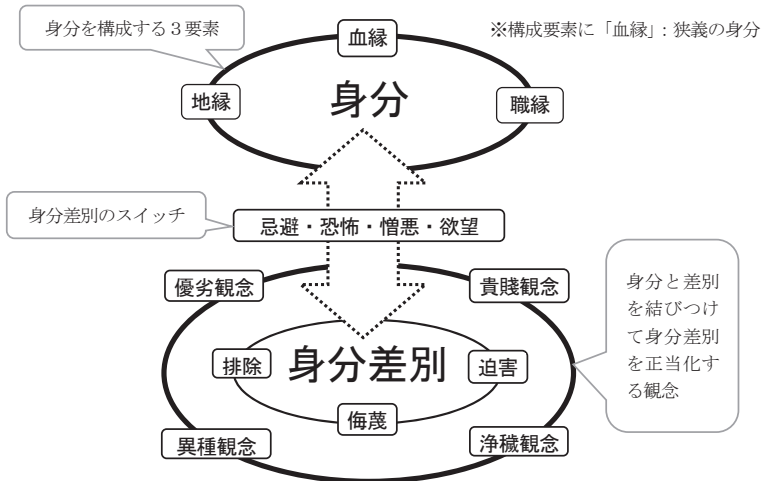 身分を構成する３要素
血縁
※構成要素に「血縁」: 狭義の身分
地縁
身分
職縁
身分差別のスイッチ
忌避・恐怖・憎悪・欲望
優劣観念
貴賤観念
排除
身分差別
迫害
侮蔑
異種観念
浄穢観念
身分と差別
を結びつけ
て身分差別
を正当化す
る観念